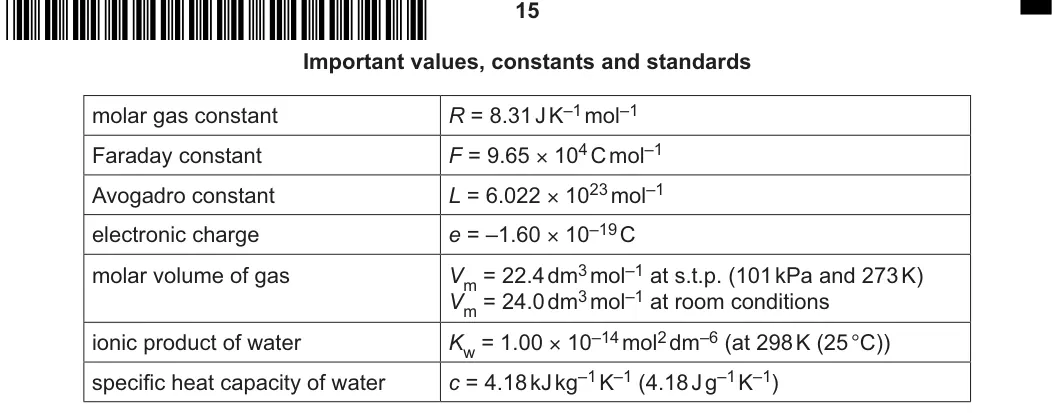 15
Important values, constants and standards
molar gas constant R = 8.31 J K⁻¹ mol⁻¹
Faraday constant F = 9.65 × 10⁴ C mol⁻¹
Avogadro constant L = 6.022 × 10²³ mol⁻¹
electronic charge e = –1.60 × 10⁻¹⁹ C
molar volume of gas Vₘ = 22.4 dm³ mol⁻¹ at s.t.p. (101 kPa and 273 K)
Vₘ = 24.0 dm³ mol⁻¹ at room conditions
ionic product of water K_w = 1.00 × 10⁻¹⁴ mol² dm⁻⁶ (at 298 K (25 °C))
specific heat capacity of water c = 4.18 kJ kg⁻¹ K⁻¹ (4.18 J g⁻¹ K⁻¹)